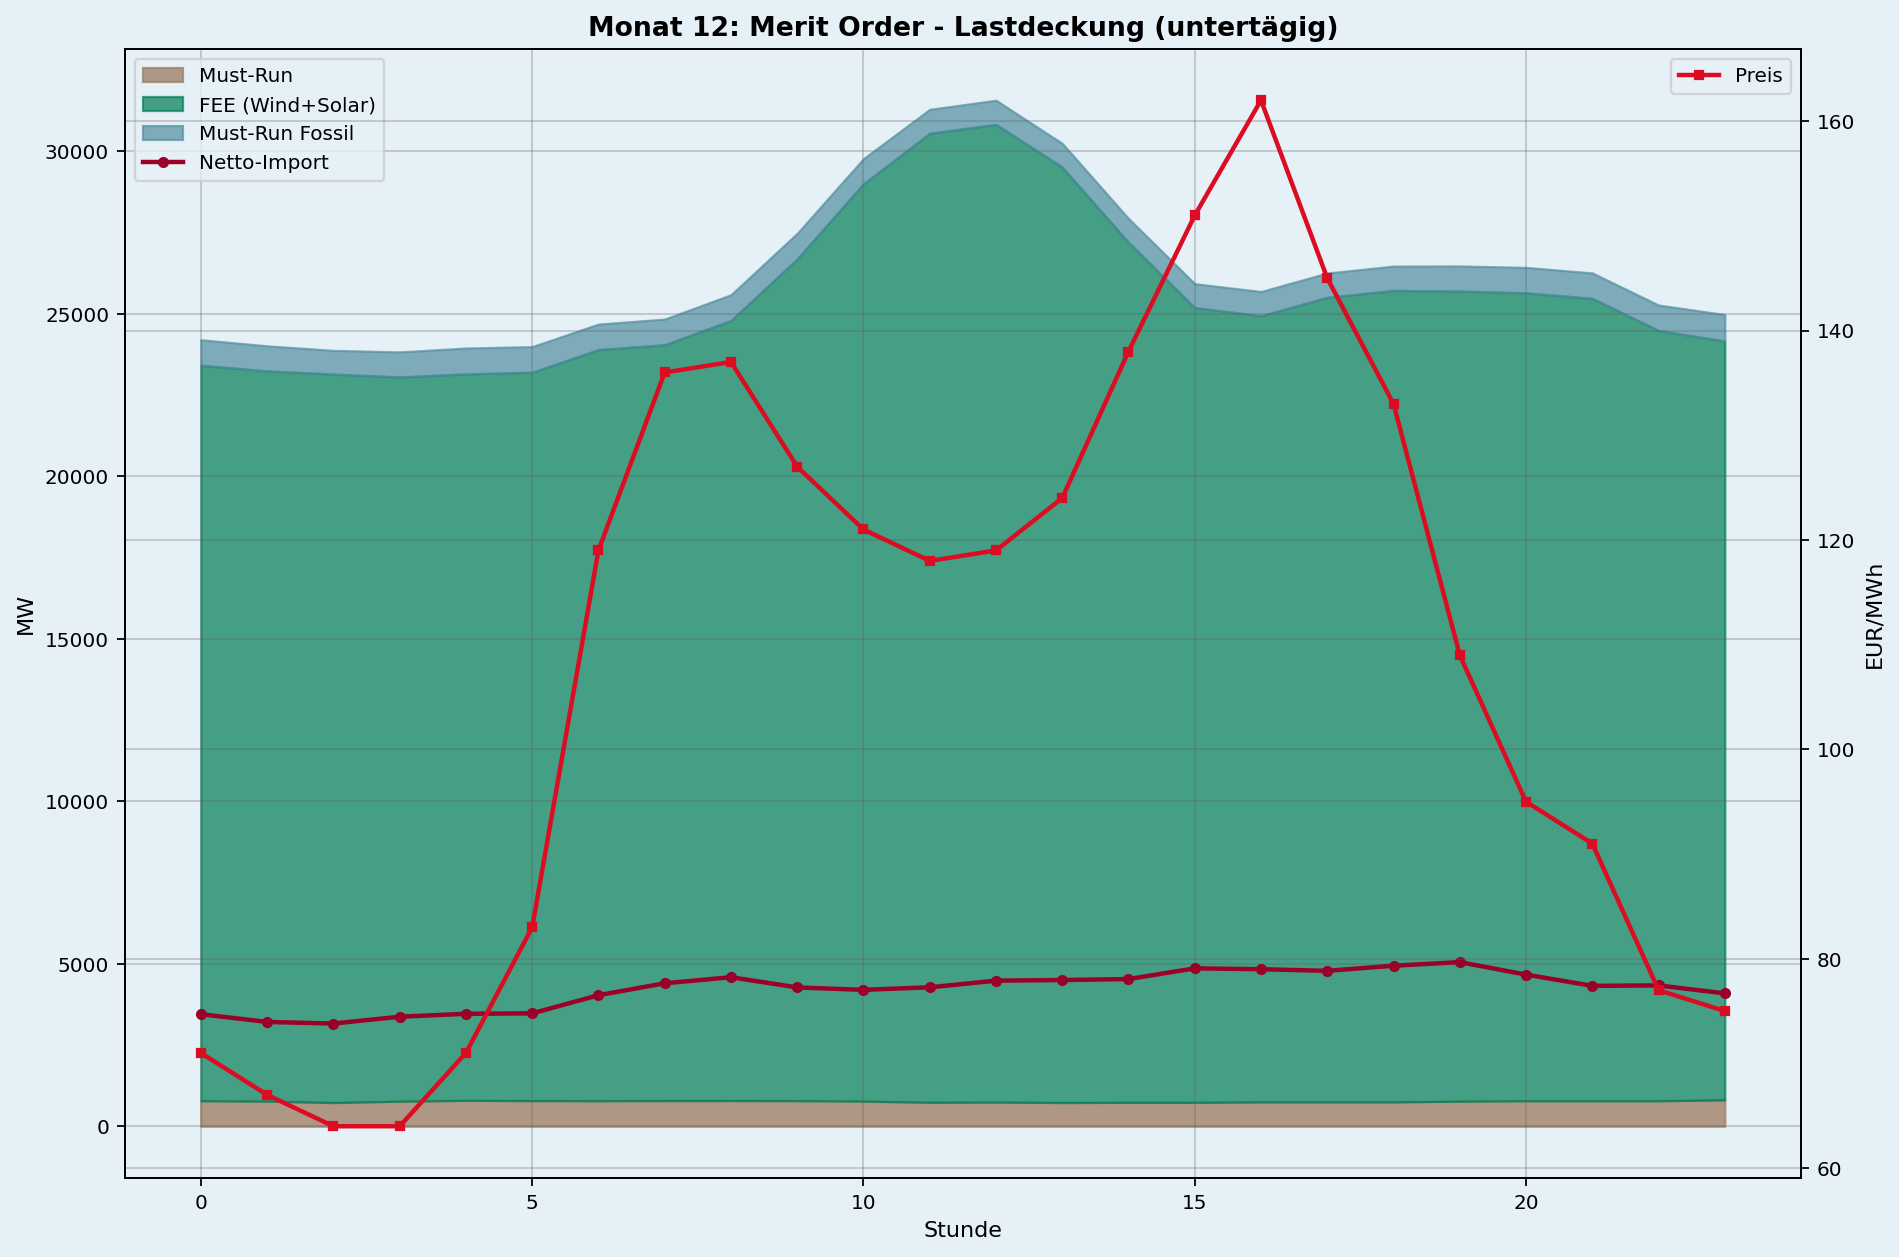 Monat 12: Merit Order - Lastdeckung (untertägig)
Must-Run
FEE (Wind+Solar)
Must-Run Fossil
Netto-Import
Preis
MW
30000
25000
20000
15000
10000
5000
0
160
140
120
100
80
60
EUR/MWh
0 5 10 15 20
Stunde